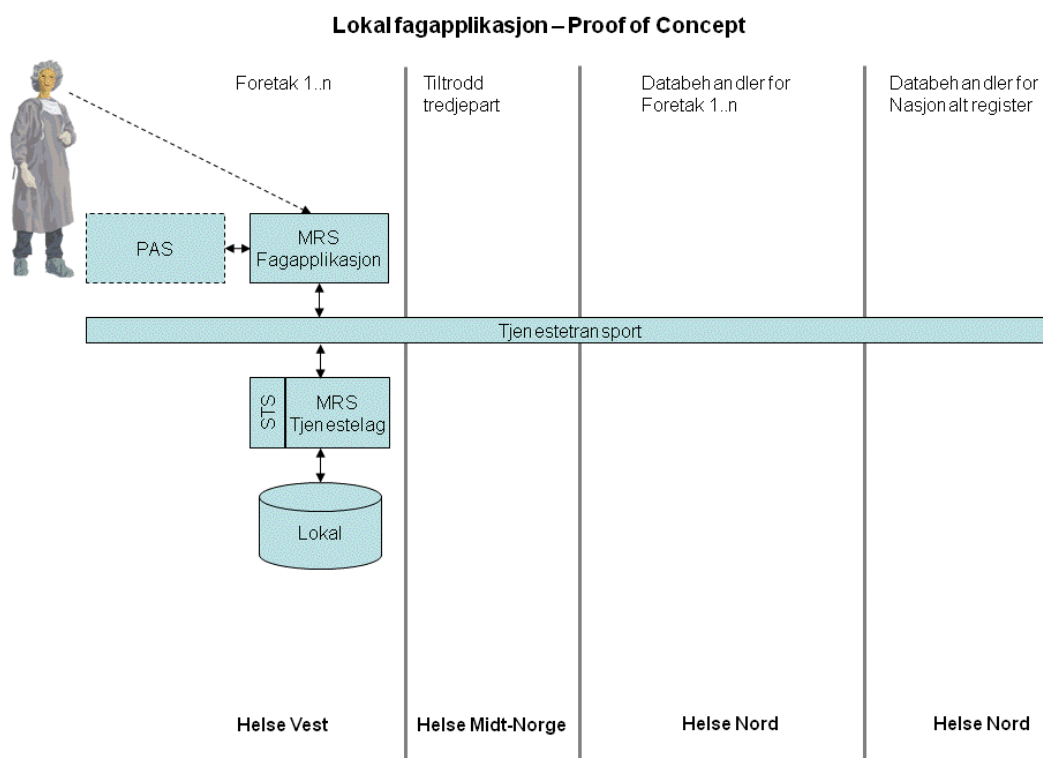 Lokal fagapplikasjon – Proof of Concept
Foretak 1..n
Tiltrodd
tredjepart
Databehandler for
Foretak 1..n
Databehandler for
Nasjonalt register
PAS
MRS
Fagapplikasjon
Tjenestetransport
STS
MRS
Tjenestelag
Lokal
Helse Vest
Helse Midt-Norge
Helse Nord
Helse Nord